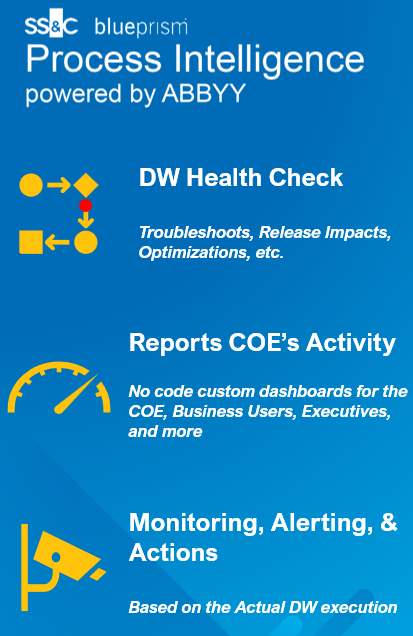 SS&C blueprism
Process Intelligence
powered by ABBYY
DW Health Check
Troubleshoots, Release Impacts,
Optimizations, etc.
Reports COE’s Activity
No code custom dashboards for the
COE, Business Users, Executives,
and more
Monitoring, Alerting, &
Actions
Based on the Actual DW execution